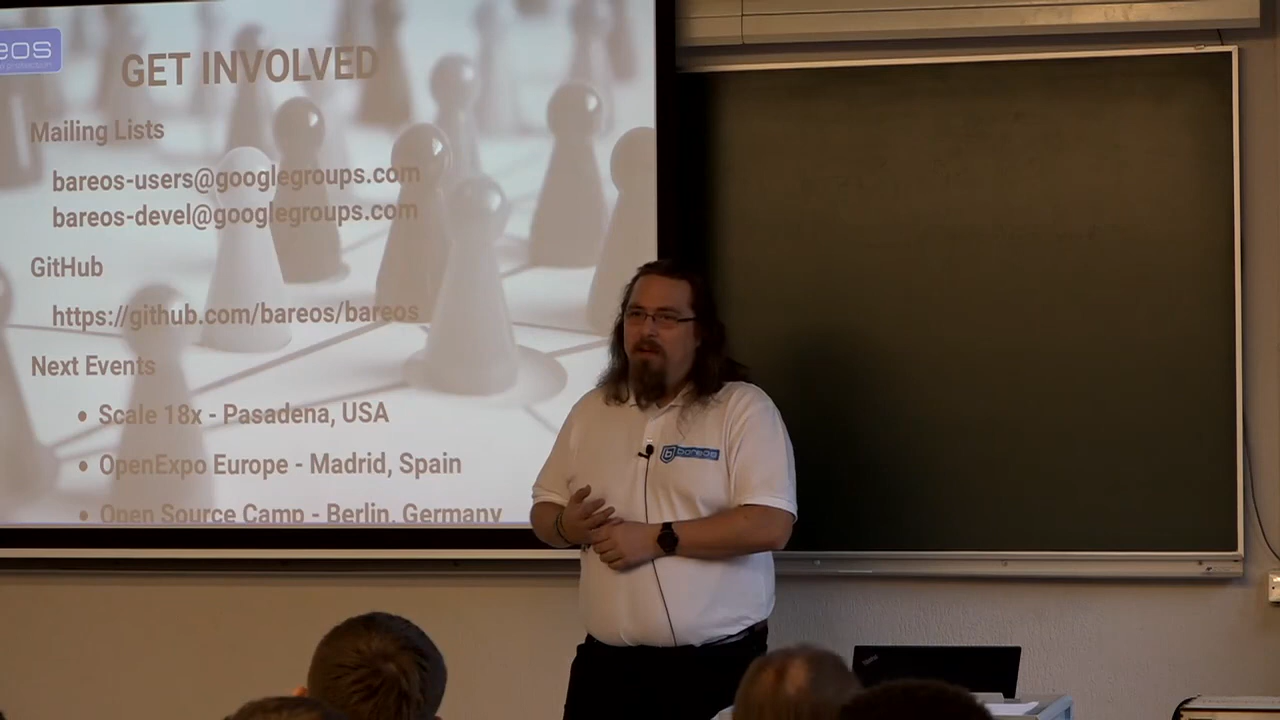 eos
GET INVOLVED
Mailing Lists
bareos-users@googlegroups.com
bareos-devel@googlegroups.com
GitHub
https://github.com/bareos/bareos
Next Events
• Scale 18x - Pasadena, USA
• OpenExpo Europe - Madrid, Spain
• Open Source Camp - Berlin, Germany
bareos